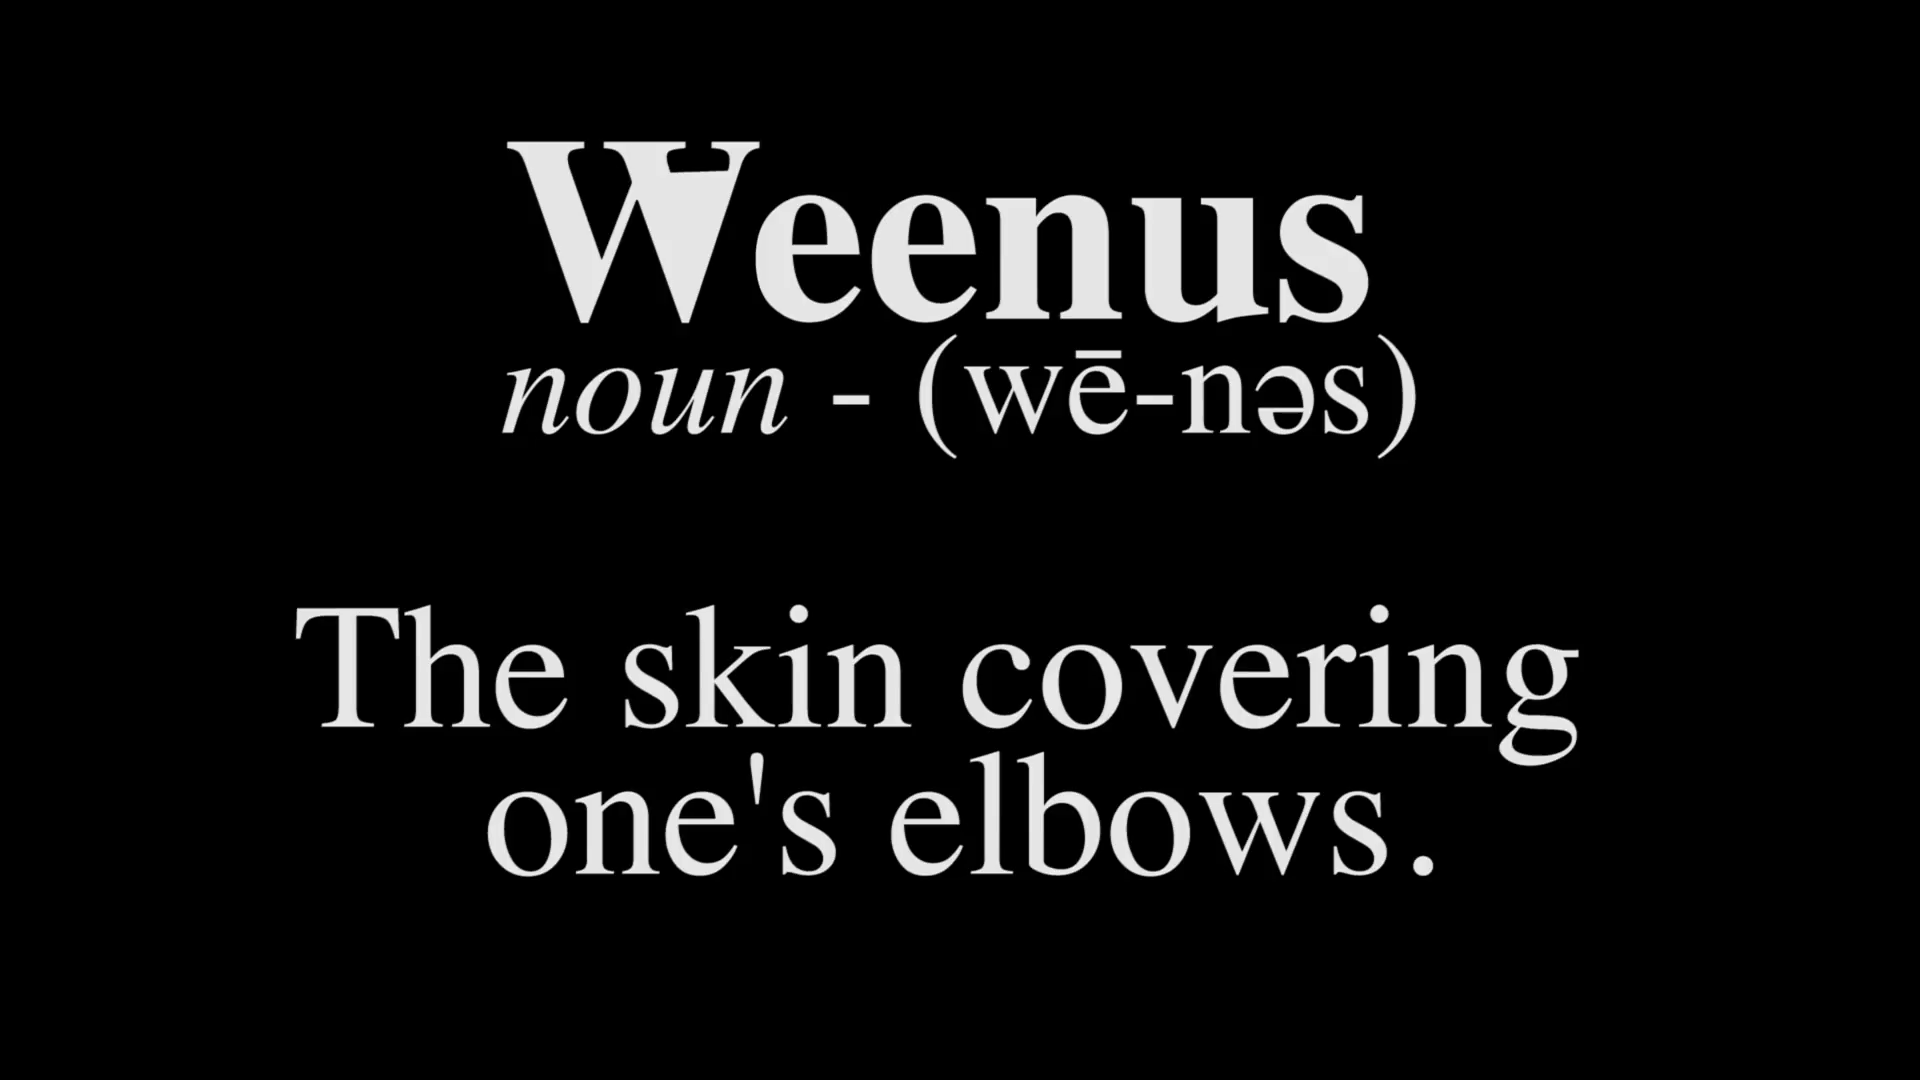 Weenus
noun - (wē-nəs)
The skin covering
one's elbows.